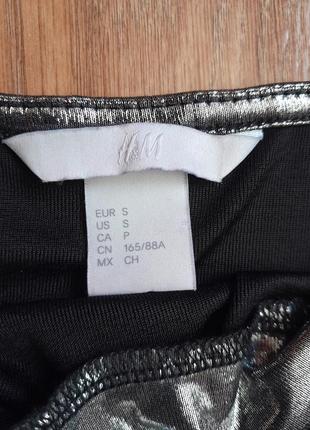 H&M
EUR S
US S
CA P
CN 165/88A
MX CH